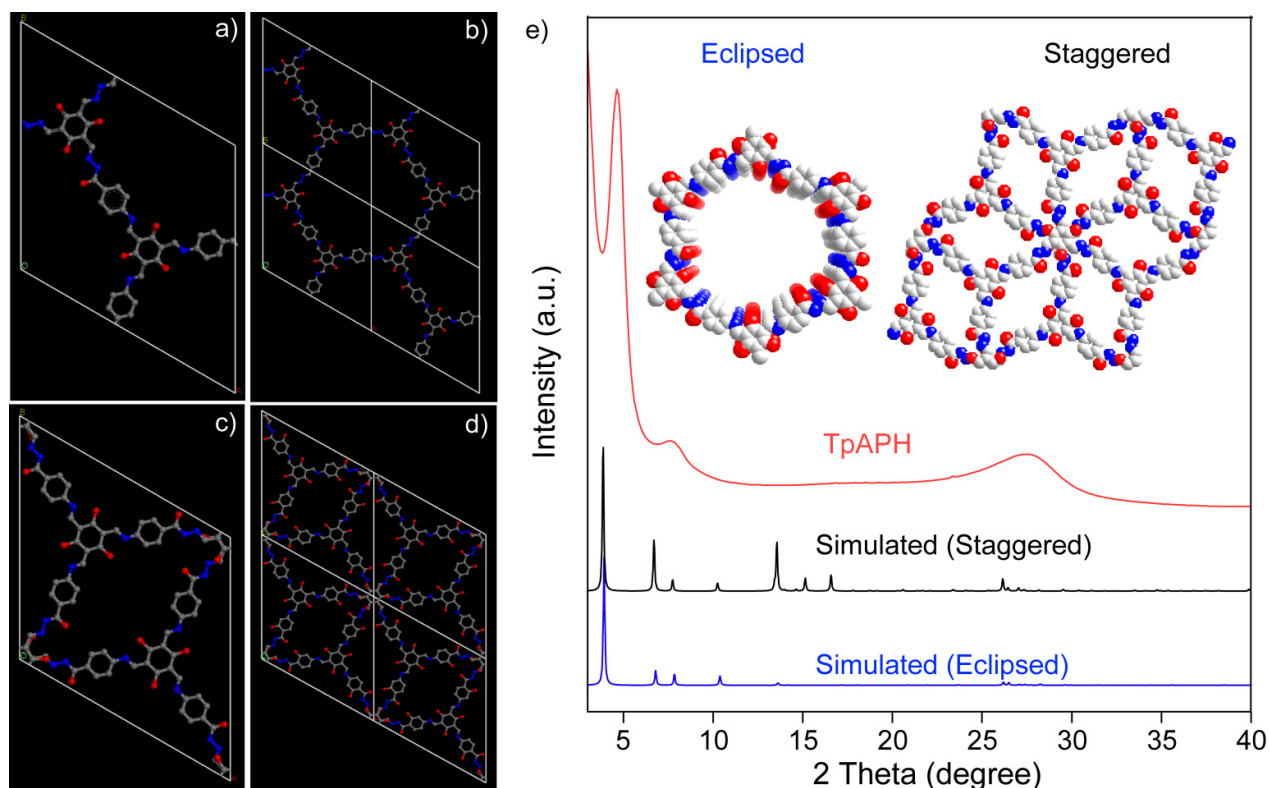 a)
B
O
A
b)
B
O
A
c)
B
O
A
d)
O
e)
Eclipsed
Staggered
TpAPH
Simulated (Staggered)
Simulated (Eclipsed)
Intensity (a.u.)
5 10 15 20 25 30 35 40
2 Theta (degree)